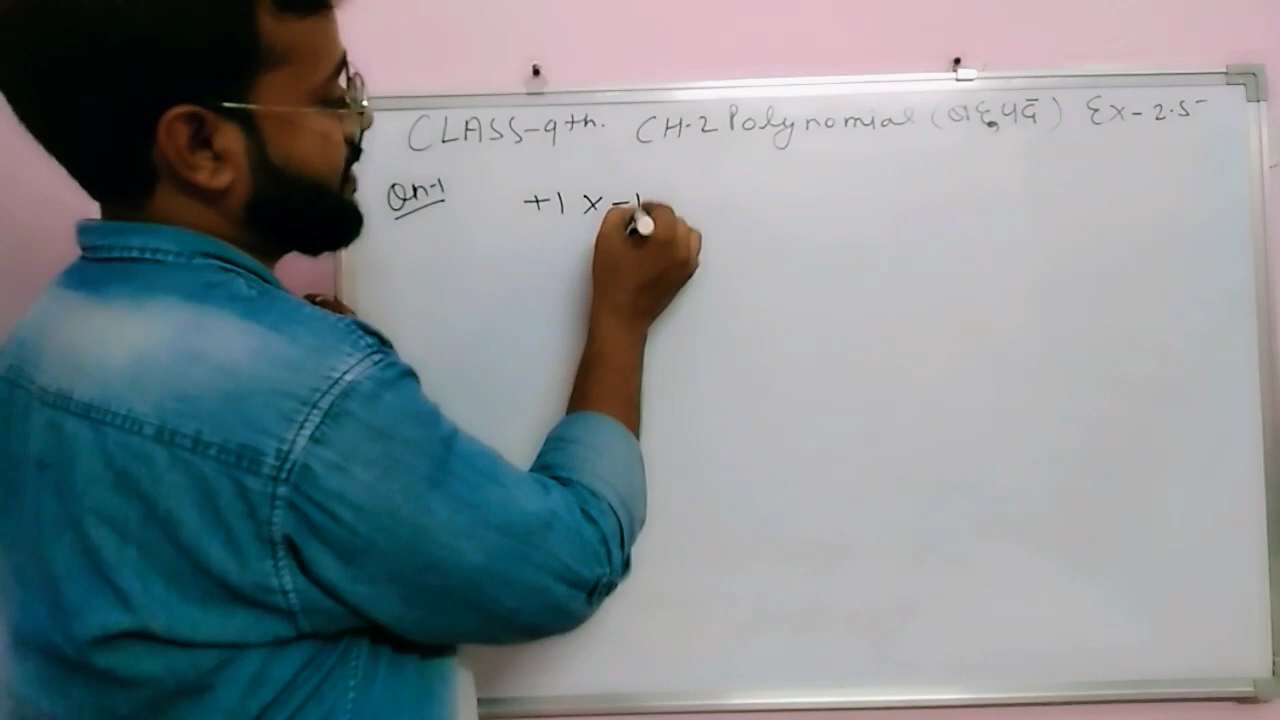 CLASS-9th. CH-2 Polynomial (बहुपद) Ex-2.5
Qn-1 +1 x -1